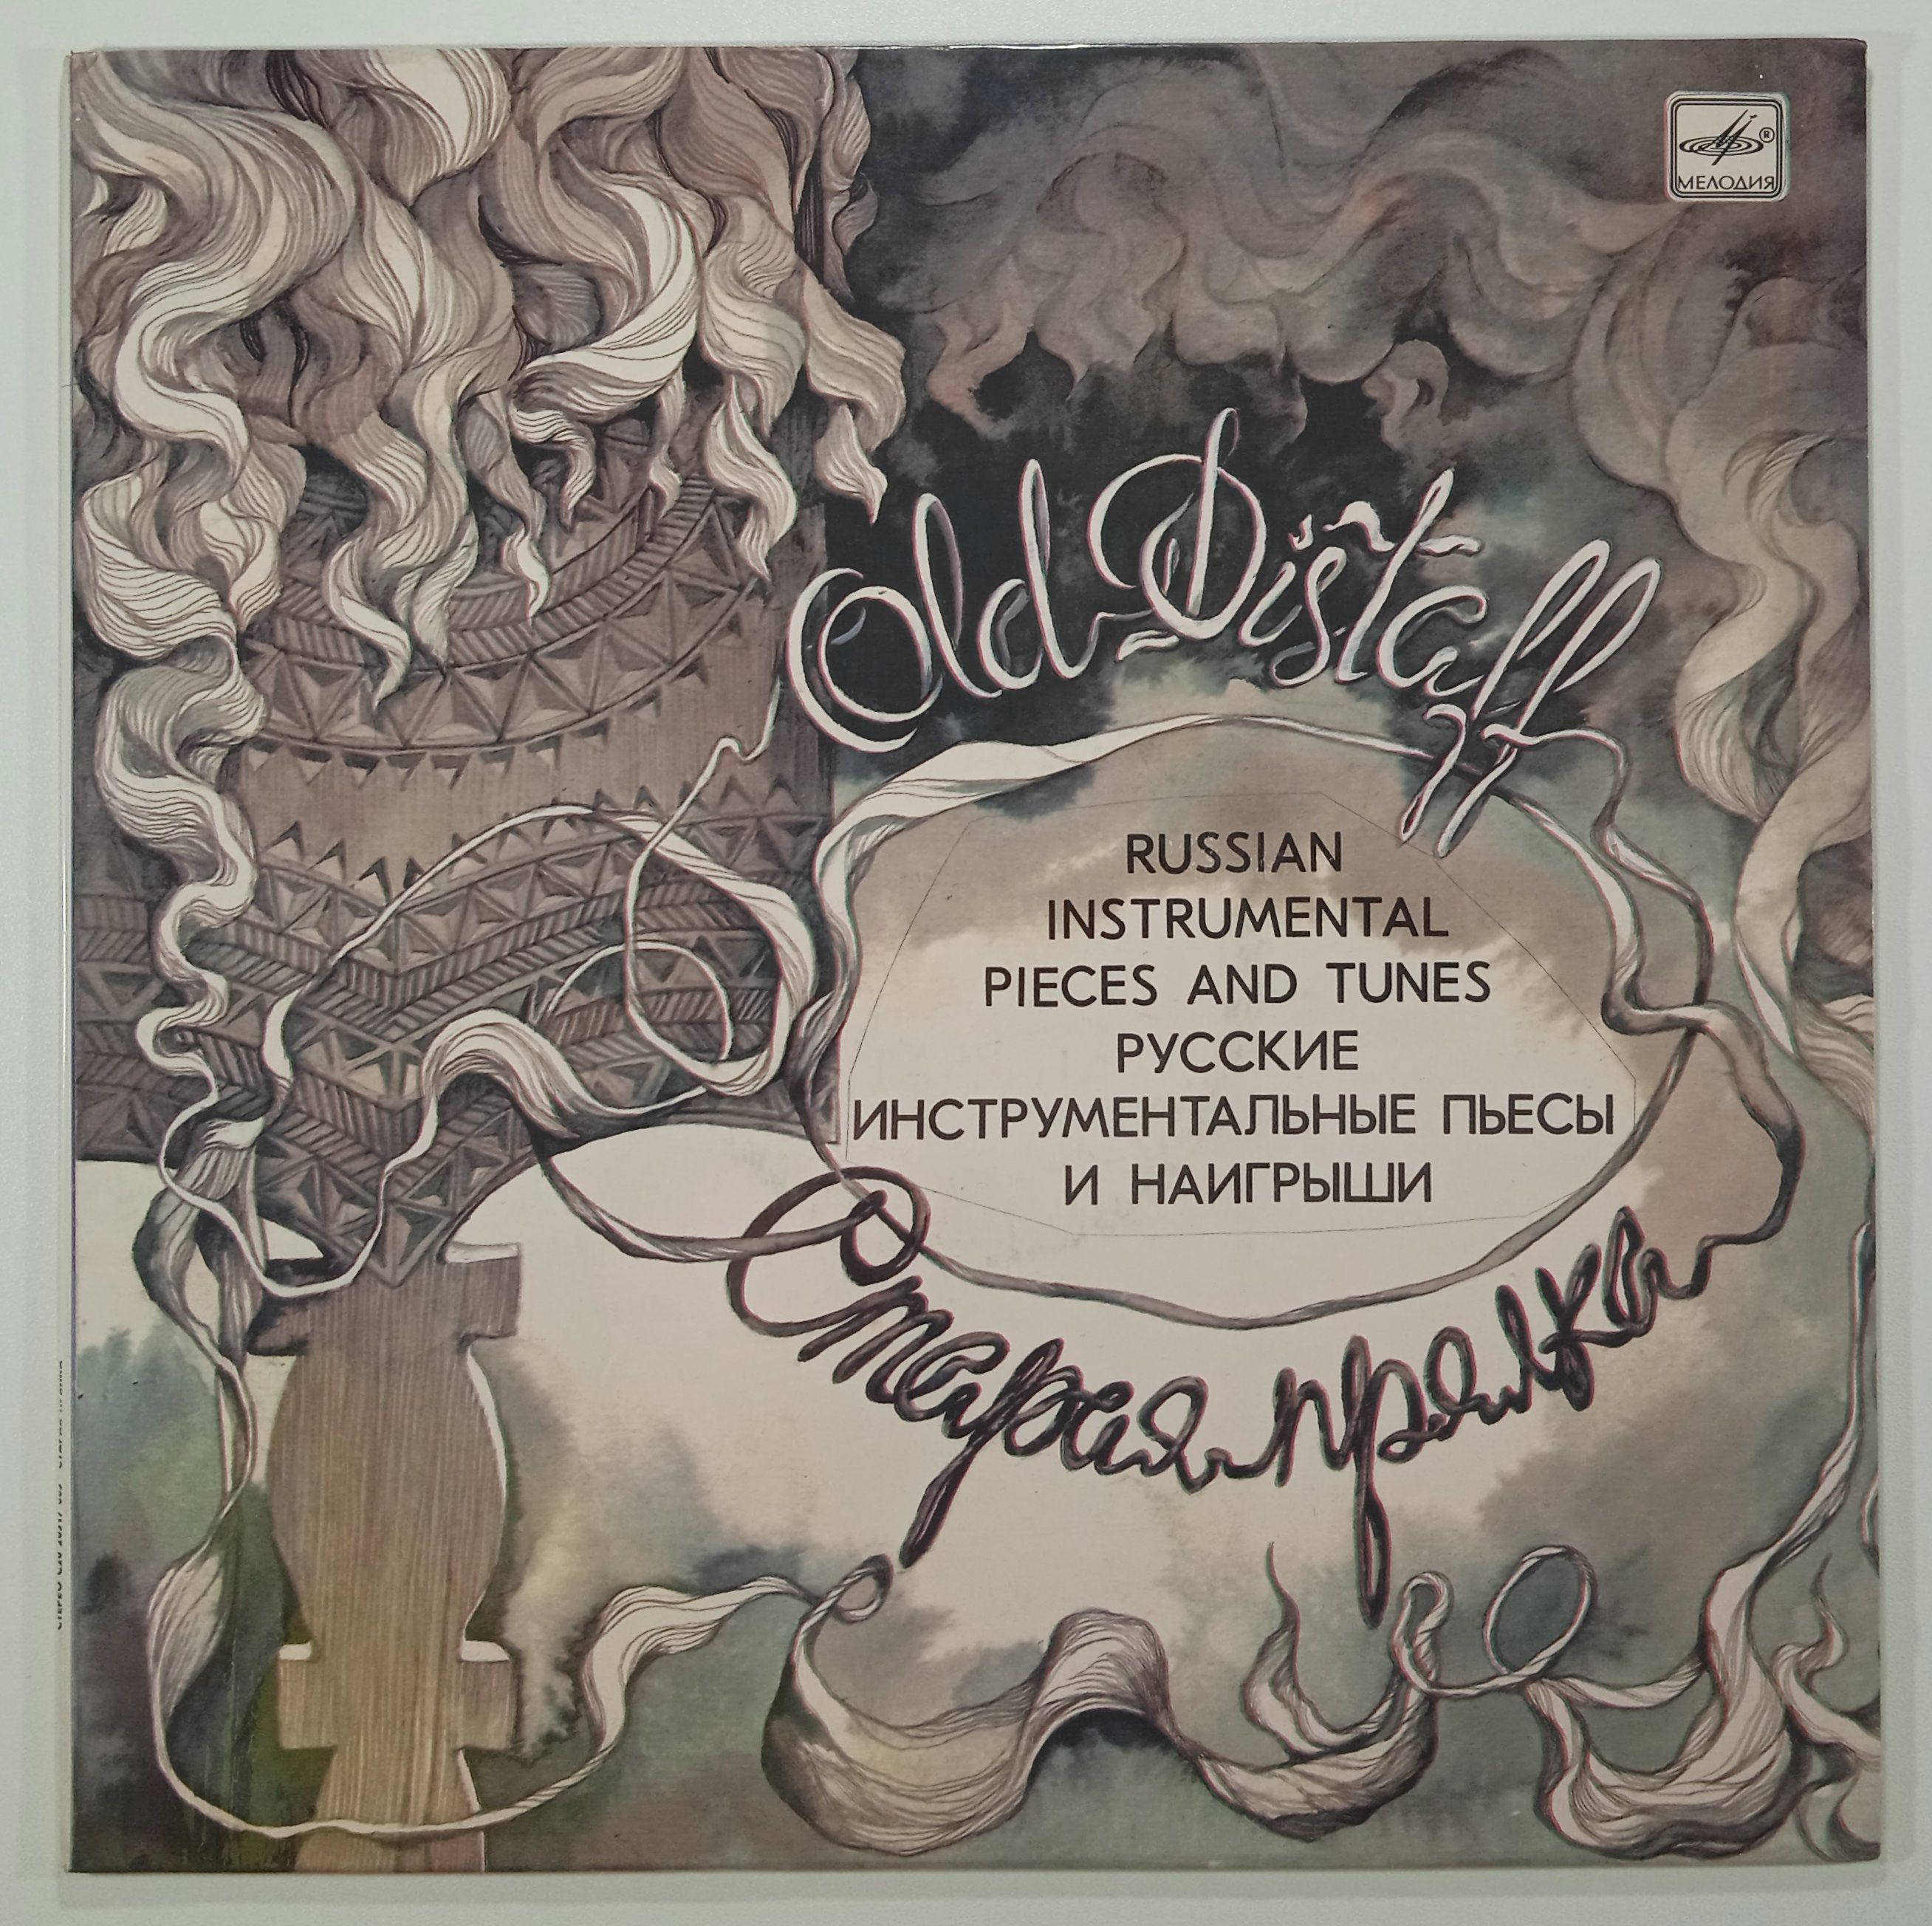 МЕЛОДИЯ
Old Distaff
RUSSIAN
INSTRUMENTAL
PIECES AND TUNES
РУССКИЕ
ИНСТРУМЕНТАЛЬНЫЕ ПЬЕСЫ
И НАИГРЫШИ
Старая прялка